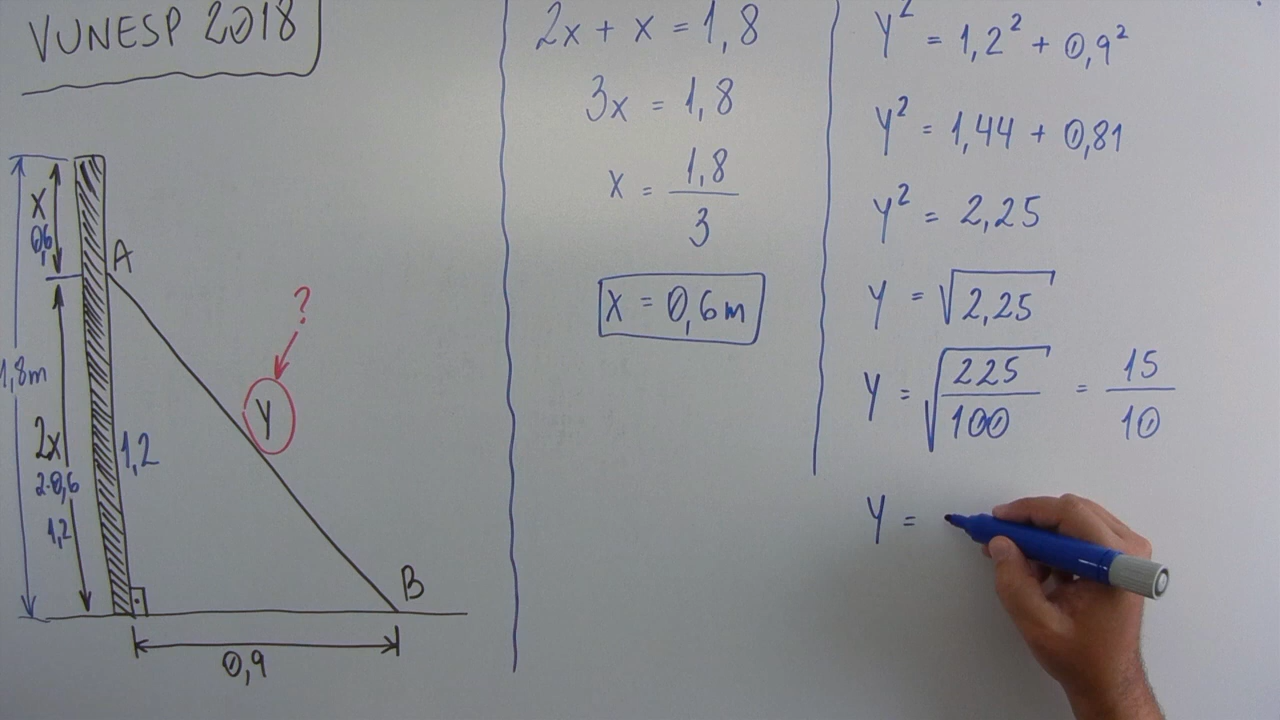 VUNESP 2018
X
0,6
A
1,8m
2x
2·0,6
1,2
1,2
?
Y
B
0,9
2x + x = 1,8
3x = 1,8
x = 1,8/3
x = 0,6m
Y² = 1,2² + 0,9²
Y² = 1,44 + 0,81
Y² = 2,25
Y = √2,25
Y = √225/100 = 15/10
Y =